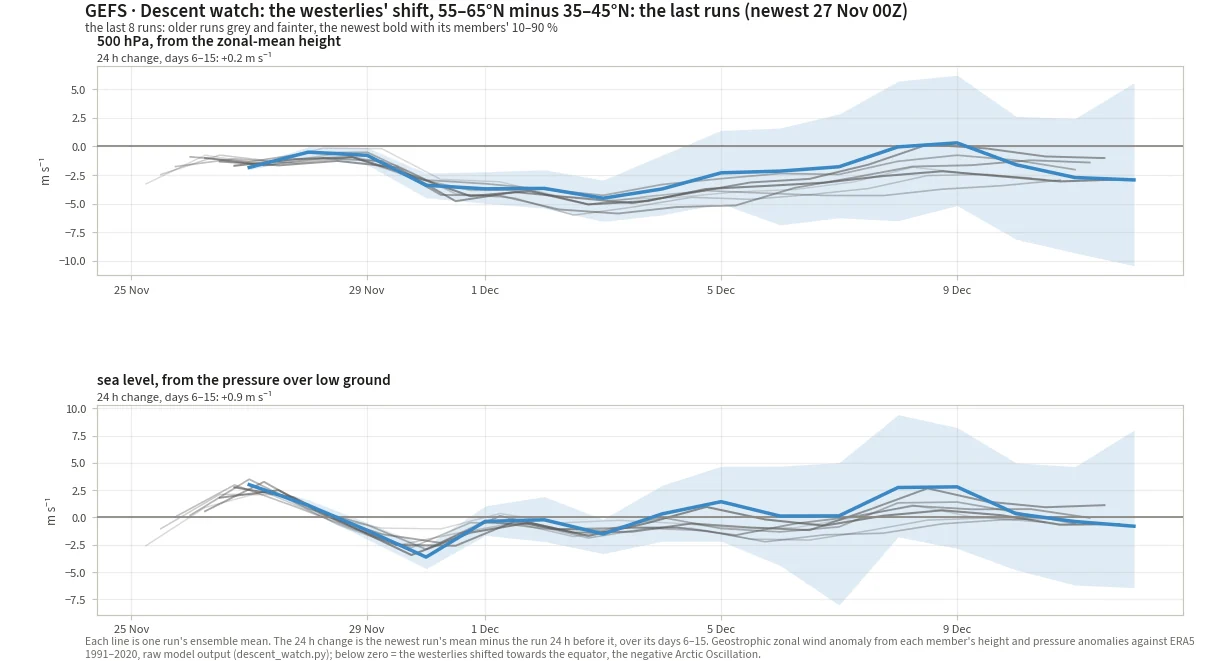 GEFS · Descent watch: the westerlies' shift, 55–65°N minus 35–45°N: the last runs (newest 27 Nov 00Z)
the last 8 runs: older runs grey and fainter, the newest bold with its members' 10–90 %
500 hPa, from the zonal-mean height
24 h change, days 6–15: +0.2 m s⁻¹
5.0
2.5
0.0
−2.5
−5.0
−7.5
−10.0
m s⁻¹
25 Nov 29 Nov 1 Dec 5 Dec 9 Dec
sea level, from the pressure over low ground
24 h change, days 6–15: +0.9 m s⁻¹
10.0
7.5
5.0
2.5
0.0
−2.5
−5.0
−7.5
m s⁻¹
25 Nov 29 Nov 1 Dec 5 Dec 9 Dec
Each line is one run's ensemble mean. The 24 h change is the newest run's mean minus the run 24 h before it, over its days 6–15. Geostrophic zonal wind anomaly from each member's height and pressure anomalies against ERA5
1991–2020, raw model output (descent_watch.py); below zero = the westerlies shifted towards the equator, the negative Arctic Oscillation.